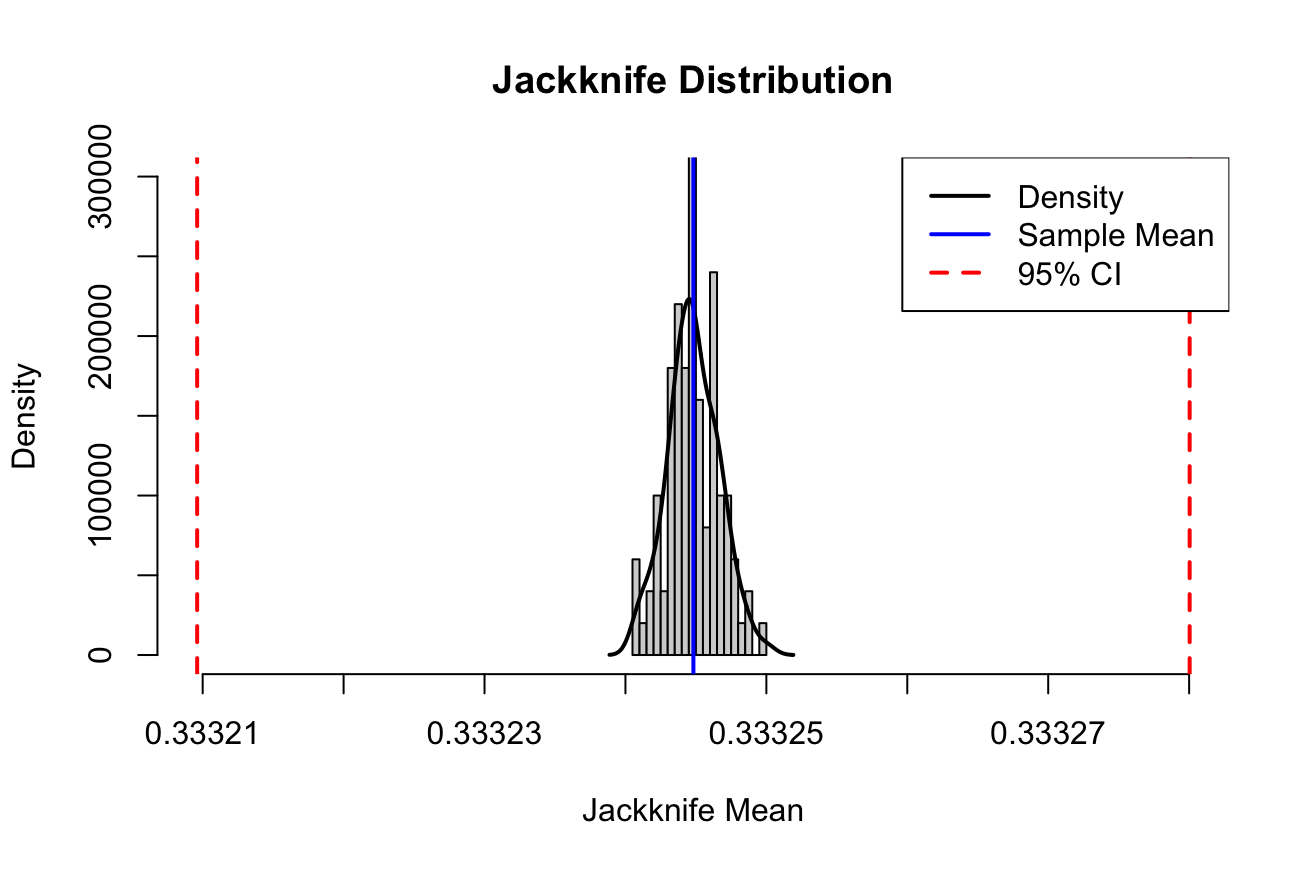 Jackknife Distribution
Density
300000
200000
100000
0
Density
Sample Mean
95% CI
0.33321
0.33323
0.33325
0.33327
Jackknife Mean